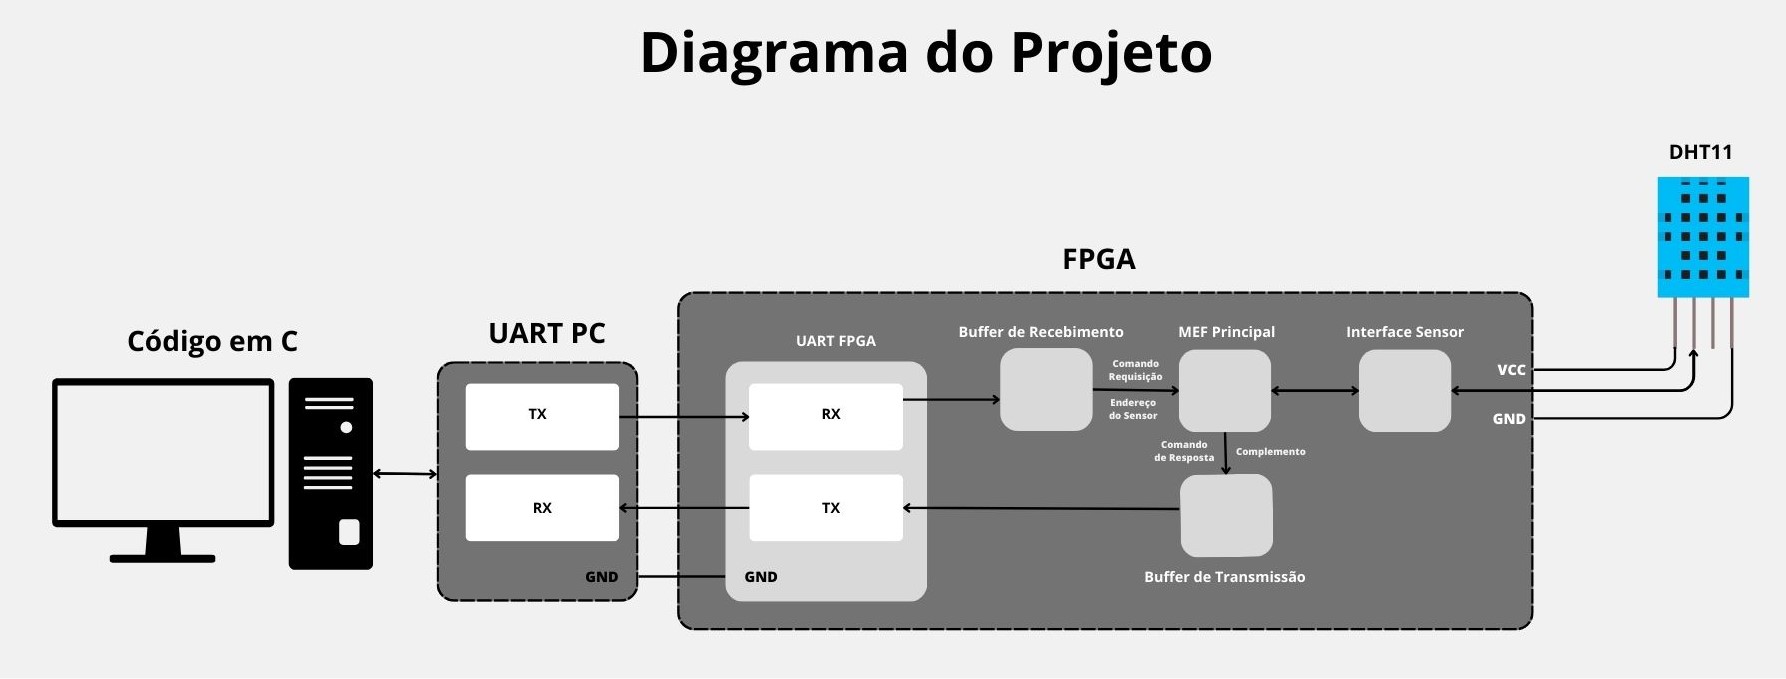 Diagrama do Projeto
DHT11
FPGA
Código em C
UART PC
UART FPGA
Buffer de Recebimento
MEF Principal
Interface Sensor
Comando
Requisição
Endereço
do Sensor
VCC
GND
TX
RX
Comando
de Resposta
Complemento
RX
TX
GND
GND
Buffer de Transmissão